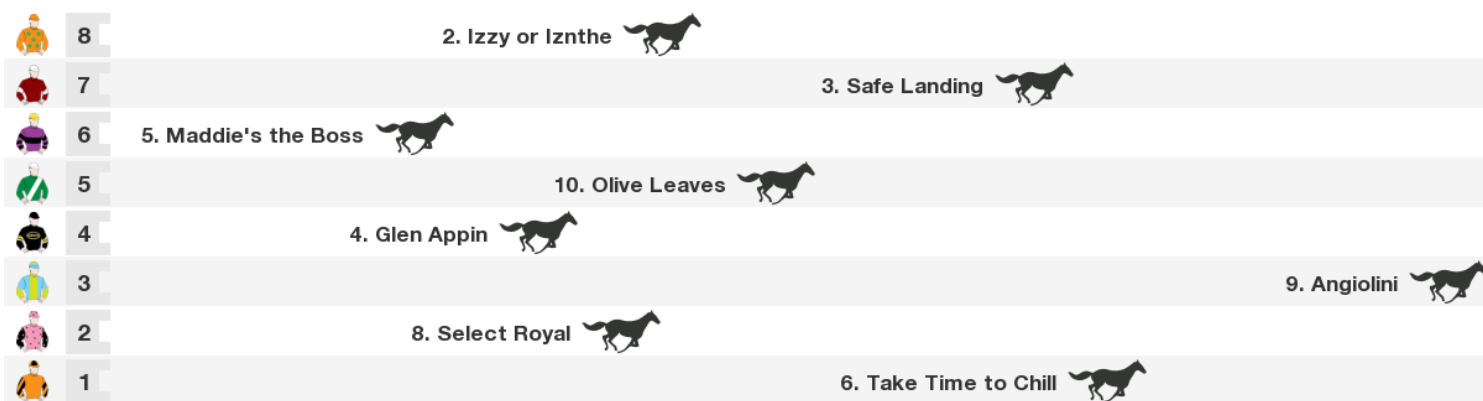 8 2. Izzy or Iznthe
7 3. Safe Landing
6 5. Maddie's the Boss
5 10. Olive Leaves
4 4. Glen Appin
3 9. Angiolini
2 8. Select Royal
1 6. Take Time to Chill